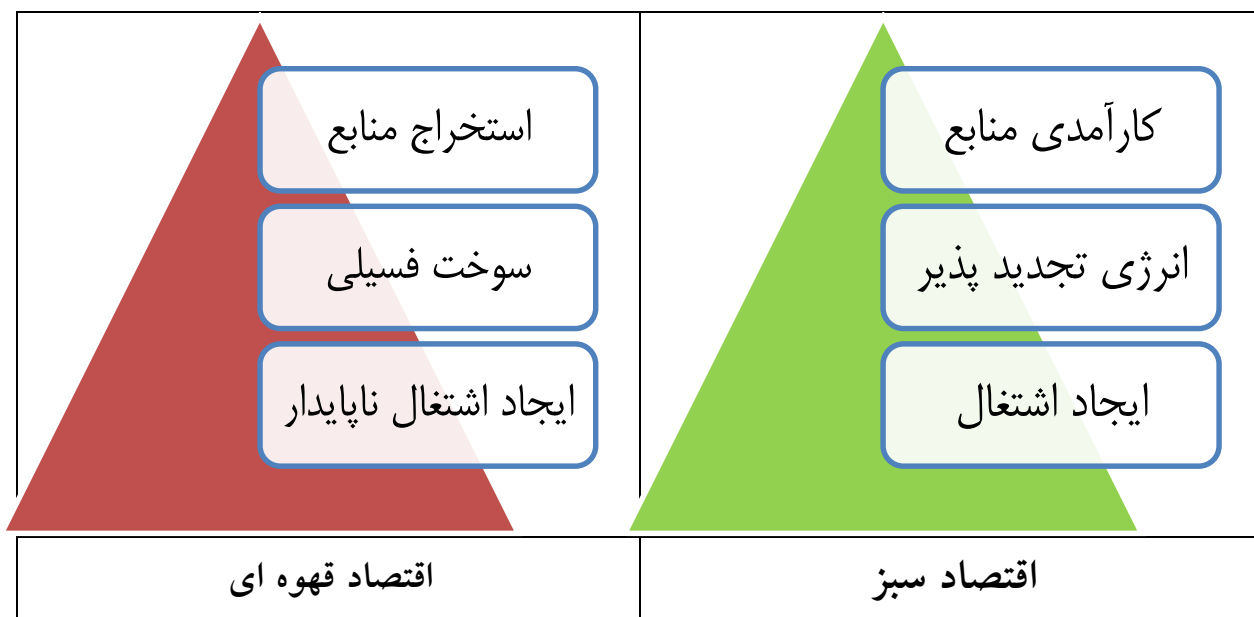 کارآمدی منابع
انرژی تجدید پذیر
ایجاد اشتغال
اقتصاد سبز
استخراج منابع
سوخت فسیلی
ایجاد اشتغال ناپایدار
اقتصاد قهوه ای